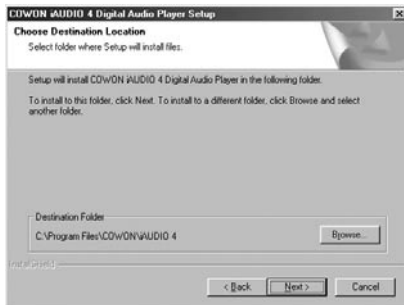 COWON iAUDIO 4 Digital Audio Player Setup
Choose Destination Location
Select folder where Setup will install files.
Setup will install COWON iAUDIO 4 Digital Audio Player in the following folder.
To install to this folder, click Next. To install to a different folder, click Browse and select
another folder.
Destination Folder
C:\Program Files\COWON\iAUDIO 4
Browse...
InstallShield
< Back
Next >
Cancel